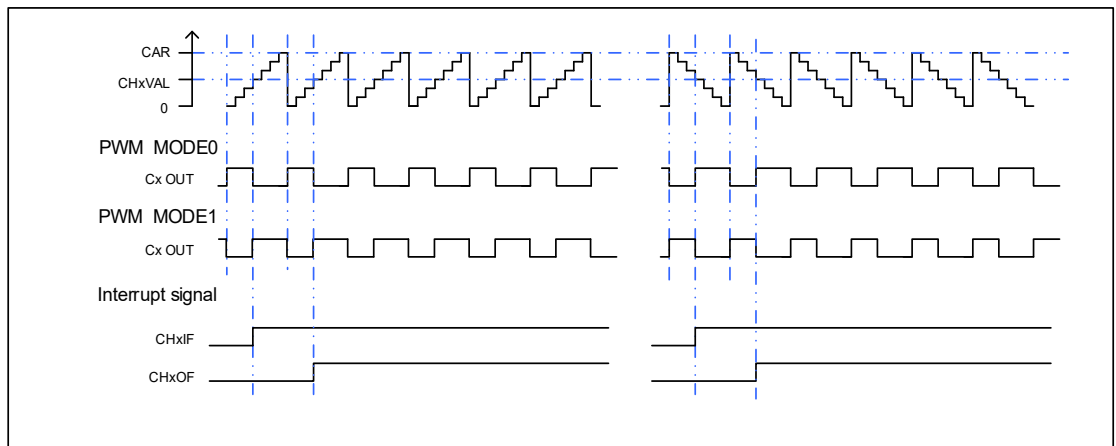 CAR
CHxVAL
0
PWM MODE0
Cx OUT
PWM MODE1
Cx OUT
Interrupt signal
CHxIF
CHxOF